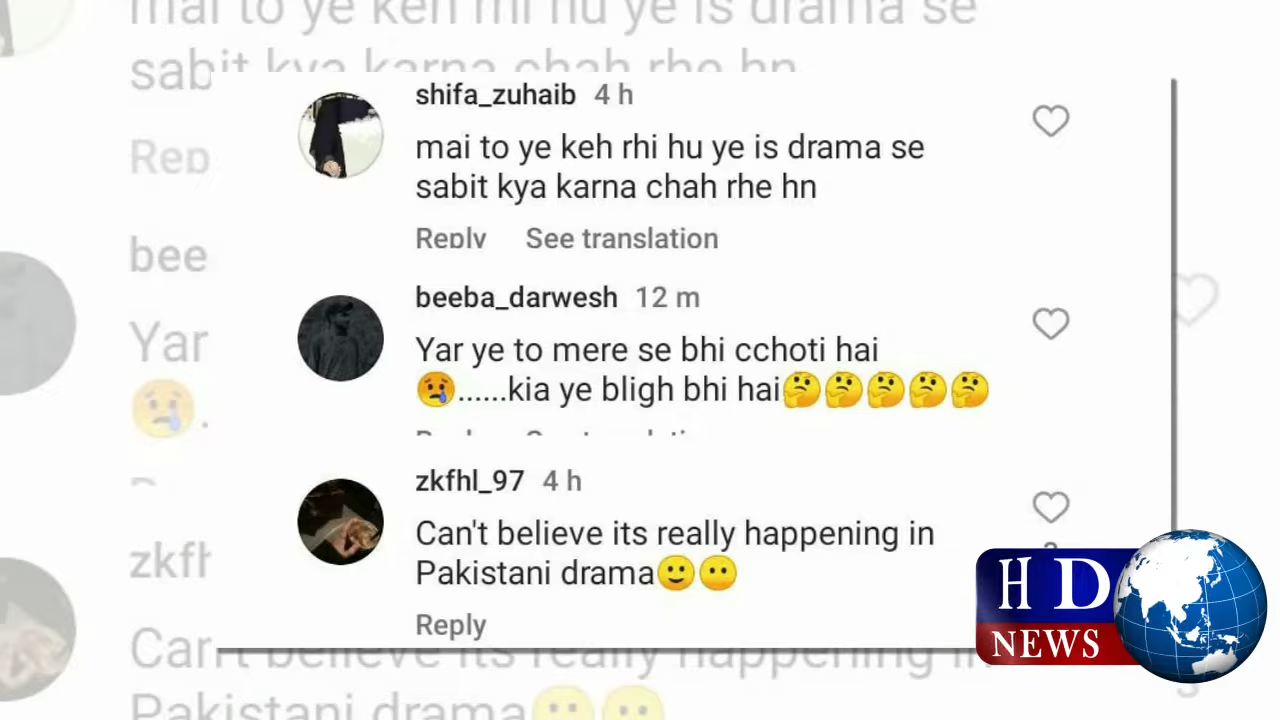 mai to ye keh rhi hu ye is drama se
sabit kya karna chah rhe hn
shifa_zuhaib 4 h
mai to ye keh rhi hu ye is drama se
sabit kya karna chah rhe hn
Reply See translation
Rep
beeba_darwesh 12 m
bee
Yar ye to mere se bhi cchoti hai
Yar
😢......kia ye bligh bhi hai🤔🤔🤔🤔🤔
😢.
zkfhl_97 4 h
zkfh
Can't believe its really happening in
Pakistani drama🙂😶
Reply
H D
NEWS
Can't believe its really happening in
Pakistani drama🙂😶